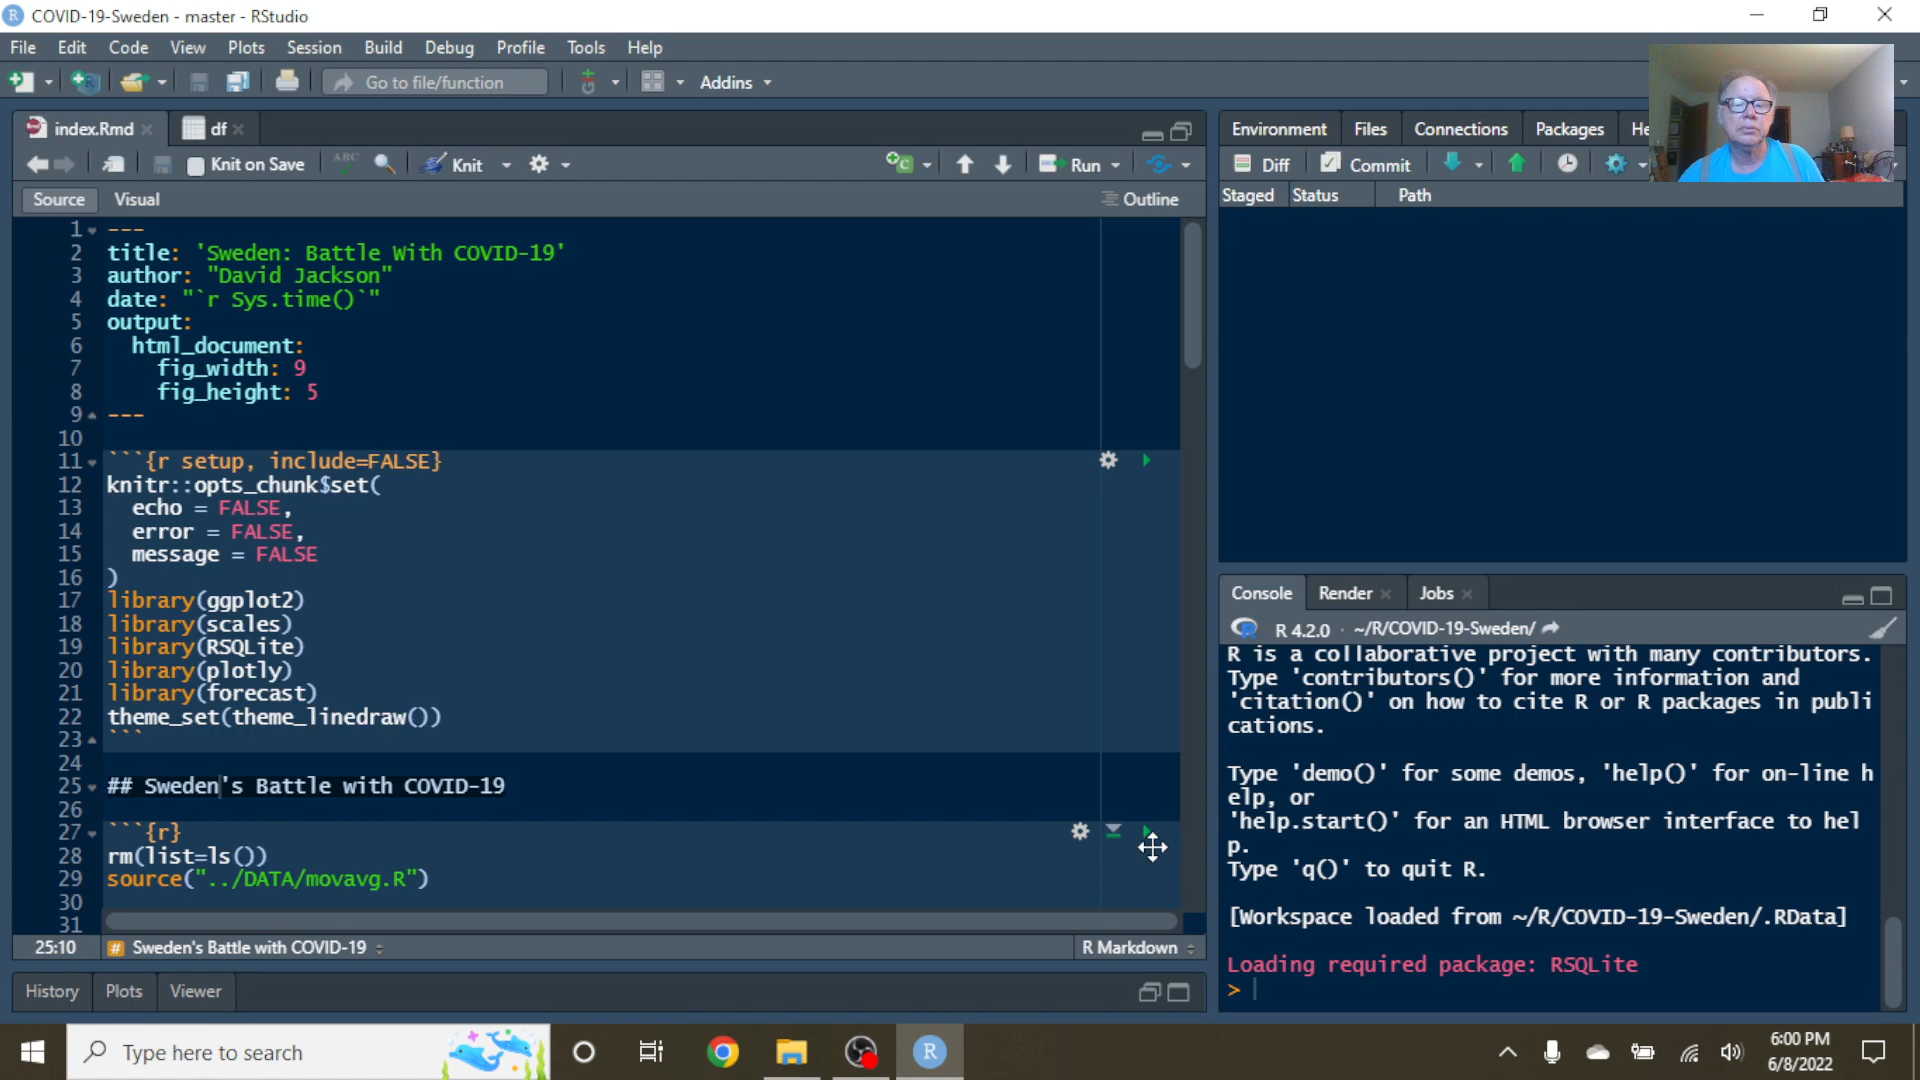 COVID-19-Sweden - master - RStudio
File Edit Code View Plots Session Build Debug Profile Tools Help
Go to file/function Addins
index.Rmd df
Knit on Save ABC Knit Run
Source Visual Outline
1 ---
2 title: 'Sweden: Battle With COVID-19'
3 author: "David Jackson"
4 date: "`r Sys.time()`"
5 output:
6 html_document:
7 fig_width: 9
8 fig_height: 5
9 ---
10
11 ```{r setup, include=FALSE}
12 knitr::opts_chunk$set(
13 echo = FALSE,
14 error = FALSE,
15 message = FALSE
16 )
17 library(ggplot2)
18 library(scales)
19 library(RSQLite)
20 library(plotly)
21 library(forecast)
22 theme_set(theme_linedraw())
23 ```
24
25 ## Sweden's Battle with COVID-19
26
27 ```{r}
28 rm(list=ls())
29 source("../DATA/movavg.R")
30
31
25:10 # Sweden's Battle with COVID-19 R Markdown
History Plots Viewer
Environment Files Connections Packages He
Diff Commit
Staged Status Path
Console Render Jobs
R 4.2.0 · ~/R/COVID-19-Sweden/
R is a collaborative project with many contributors.
Type 'contributors()' for more information and
'citation()' on how to cite R or R packages in publi
cations.
Type 'demo()' for some demos, 'help()' for on-line h
elp, or
'help.start()' for an HTML browser interface to hel
p.
Type 'q()' to quit R.
[Workspace loaded from ~/R/COVID-19-Sweden/.RData]
Loading required package: RSQLite
>
Type here to search
6:00 PM
6/8/2022